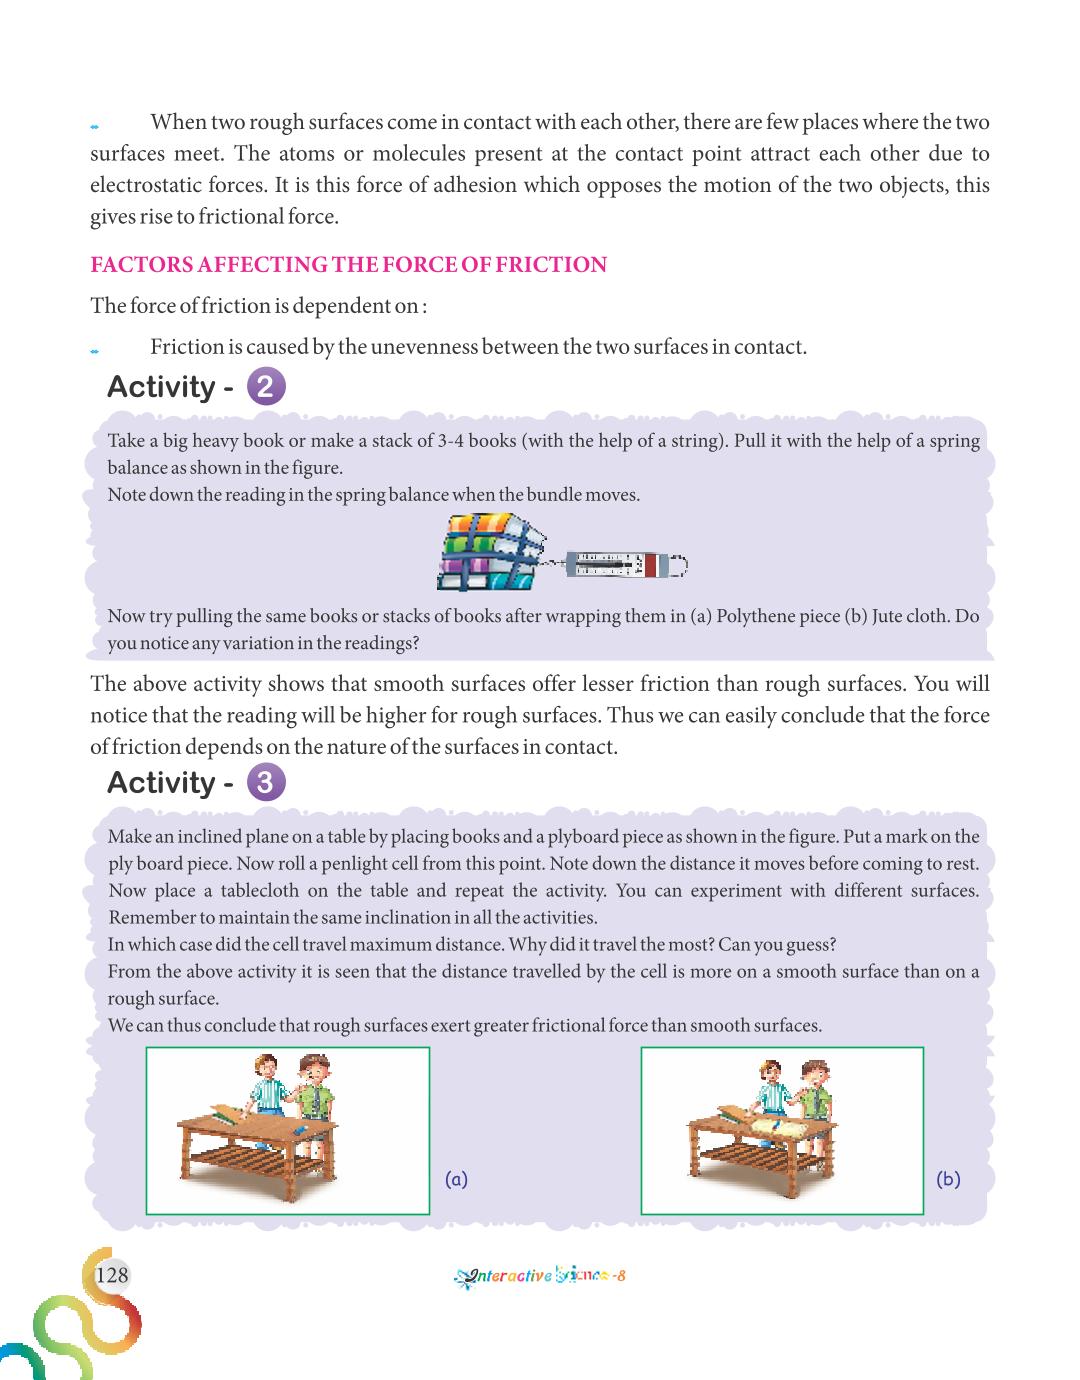 When two rough surfaces come in contact with each other, there are few places where the two
surfaces meet. The atoms or molecules present at the contact point attract each other due to
electrostatic forces. It is this force of adhesion which opposes the motion of the two objects, this
gives rise to frictional force.
FACTORS AFFECTING THE FORCE OF FRICTION
The force of friction is dependent on :
Friction is caused by the unevenness between the two surfaces in contact.
Activity - 2
Take a big heavy book or make a stack of 3-4 books (with the help of a string). Pull it with the help of a spring
balance as shown in the figure.
Note down the reading in the spring balance when the bundle moves.
Now try pulling the same books or stacks of books after wrapping them in (a) Polythene piece (b) Jute cloth. Do
you notice any variation in the readings?
The above activity shows that smooth surfaces offer lesser friction than rough surfaces. You will
notice that the reading will be higher for rough surfaces. Thus we can easily conclude that the force
of friction depends on the nature of the surfaces in contact.
Activity - 3
Make an inclined plane on a table by placing books and a plyboard piece as shown in the figure. Put a mark on the
ply board piece. Now roll a penlight cell from this point. Note down the distance it moves before coming to rest.
Now place a tablecloth on the table and repeat the activity. You can experiment with different surfaces.
Remember to maintain the same inclination in all the activities.
In which case did the cell travel maximum distance. Why did it travel the most? Can you guess?
From the above activity it is seen that the distance travelled by the cell is more on a smooth surface than on a
rough surface.
We can thus conclude that rough surfaces exert greater frictional force than smooth surfaces.
(a)
(b)
128
Interactive Science-8